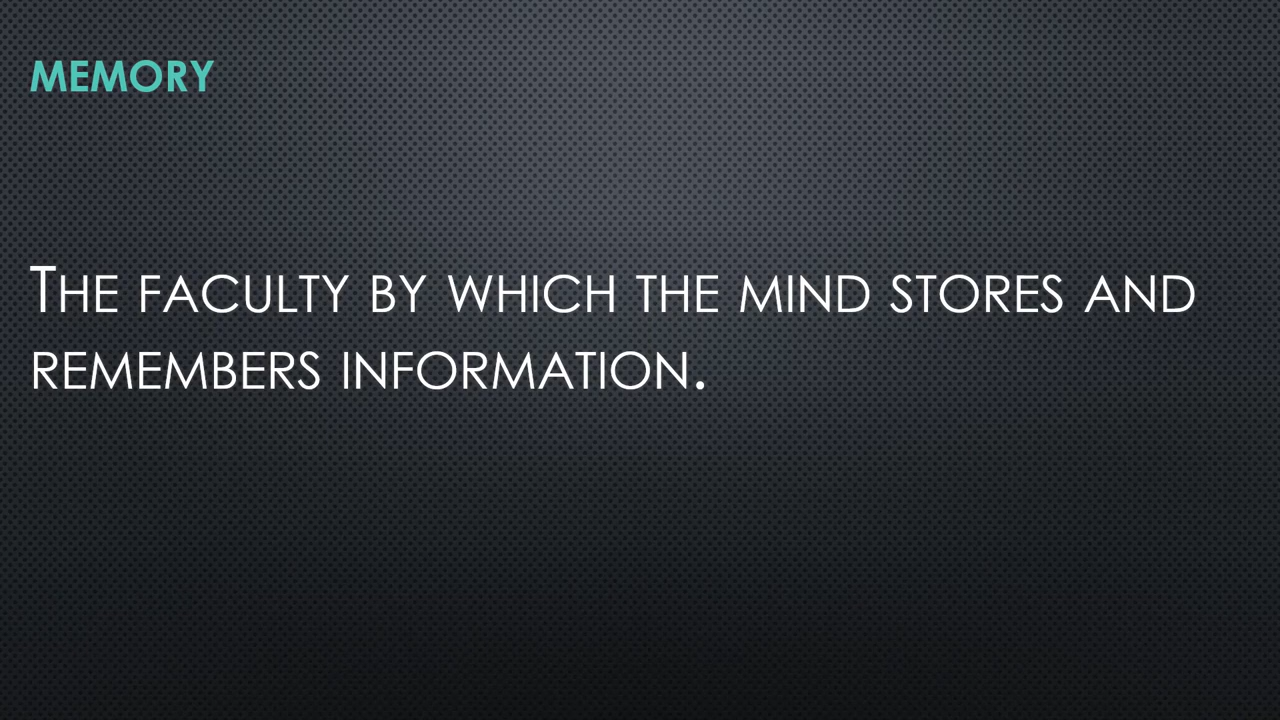 MEMORY
THE FACULTY BY WHICH THE MIND STORES AND
REMEMBERS INFORMATION.